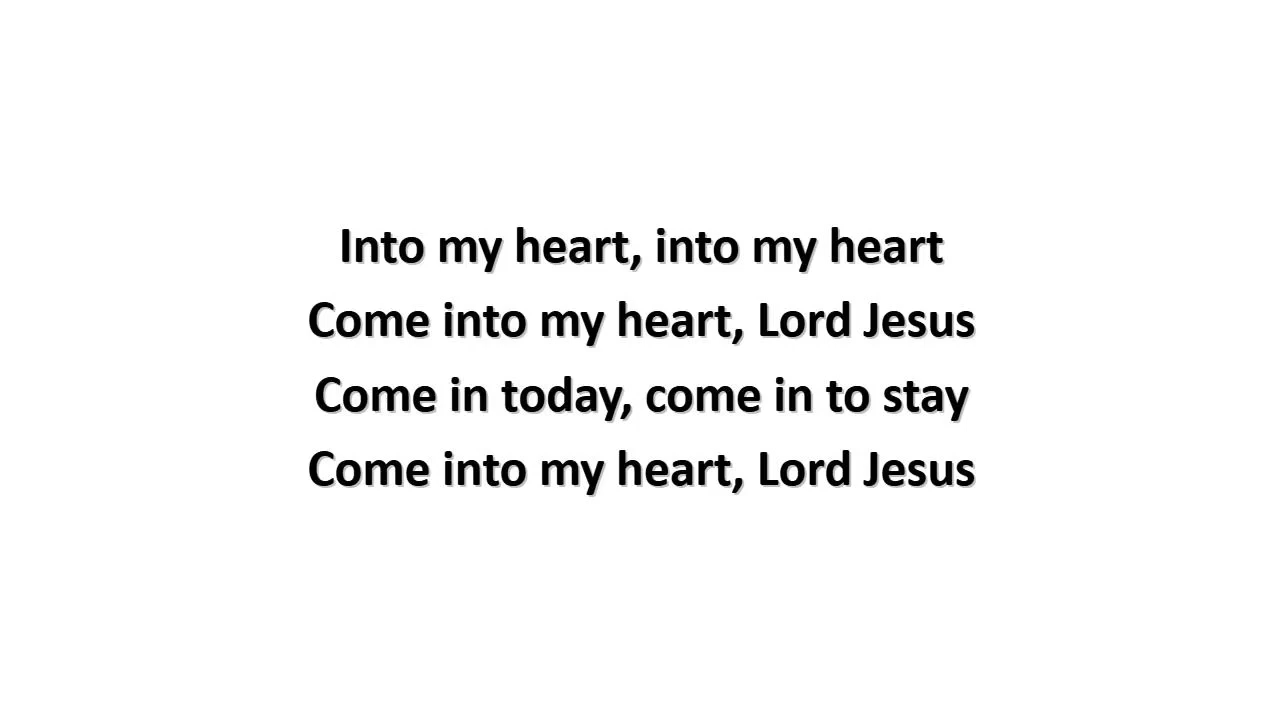 Into my heart, into my heart
Come into my heart, Lord Jesus
Come in today, come in to stay
Come into my heart, Lord Jesus